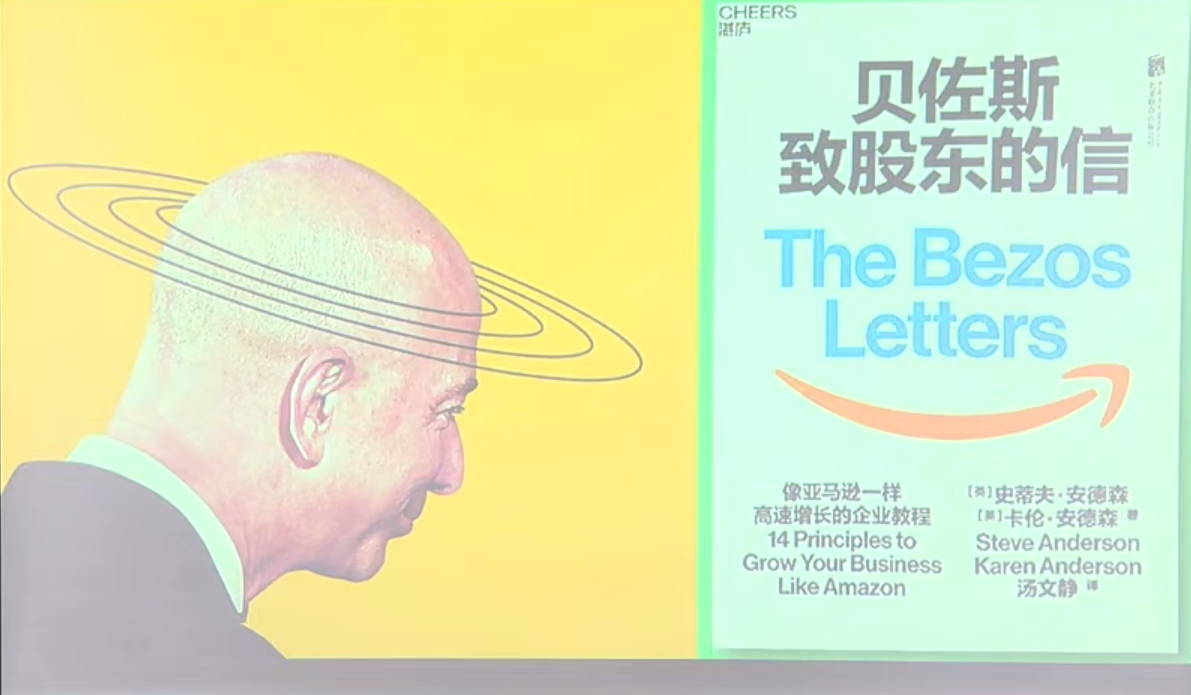 CHEERS
湛庐
贝佐斯
致股东的信
The Bezos
Letters
像亚马逊一样
高速增长的企业教程
14 Principles to
Grow Your Business
Like Amazon
[英]史蒂夫·安德森
[英]卡伦·安德森 著
Steve Anderson
Karen Anderson
汤文静 译